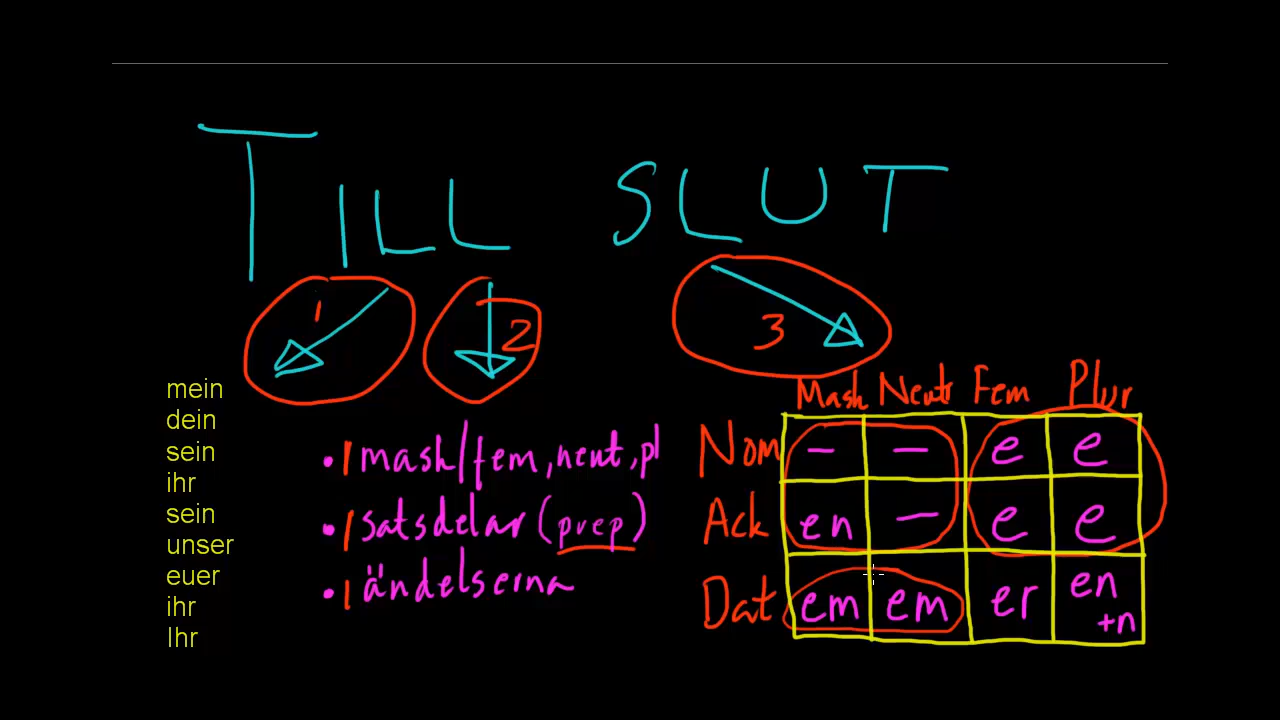 TILL SLUT
1 2 3
mein
dein
sein
ihr
sein
unser
euer
ihr
Ihr
• 1 mask/fem, neut, pl
• 1 satsdelar (prep)
• 1 ändelserna
Mask Neutr Fem Plur
Nom - - e e
Ack en - e e
Dat em em er en +n